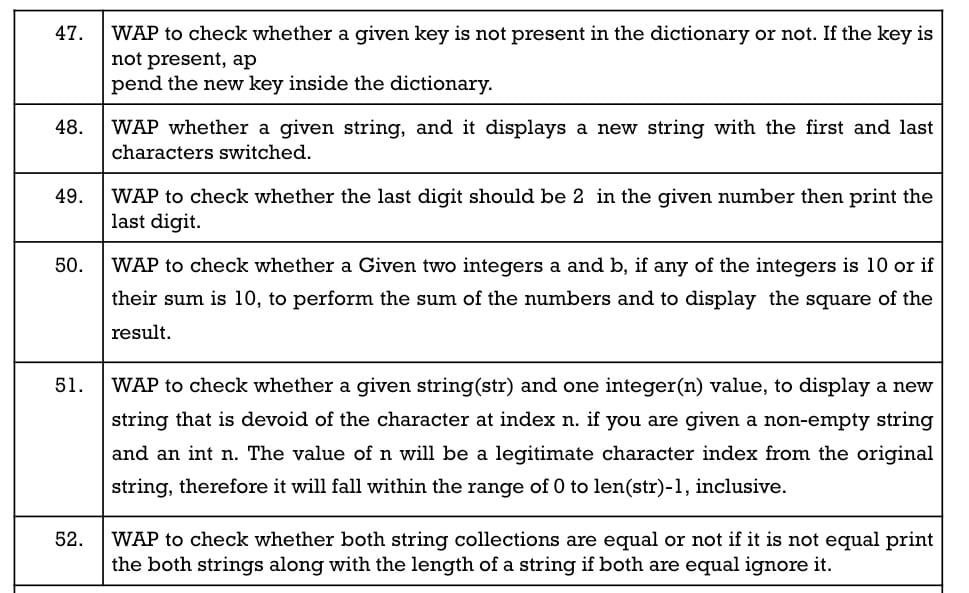 47. WAP to check whether a given key is not present in the dictionary or not. If the key is
not present, ap
pend the new key inside the dictionary.
48. WAP whether a given string, and it displays a new string with the first and last
characters switched.
49. WAP to check whether the last digit should be 2 in the given number then print the
last digit.
50. WAP to check whether a Given two integers a and b, if any of the integers is 10 or if
their sum is 10, to perform the sum of the numbers and to display the square of the
result.
51. WAP to check whether a given string(str) and one integer(n) value, to display a new
string that is devoid of the character at index n. if you are given a non-empty string
and an int n. The value of n will be a legitimate character index from the original
string, therefore it will fall within the range of 0 to len(str)-1, inclusive.
52. WAP to check whether both string collections are equal or not if it is not equal print
the both strings along with the length of a string if both are equal ignore it.